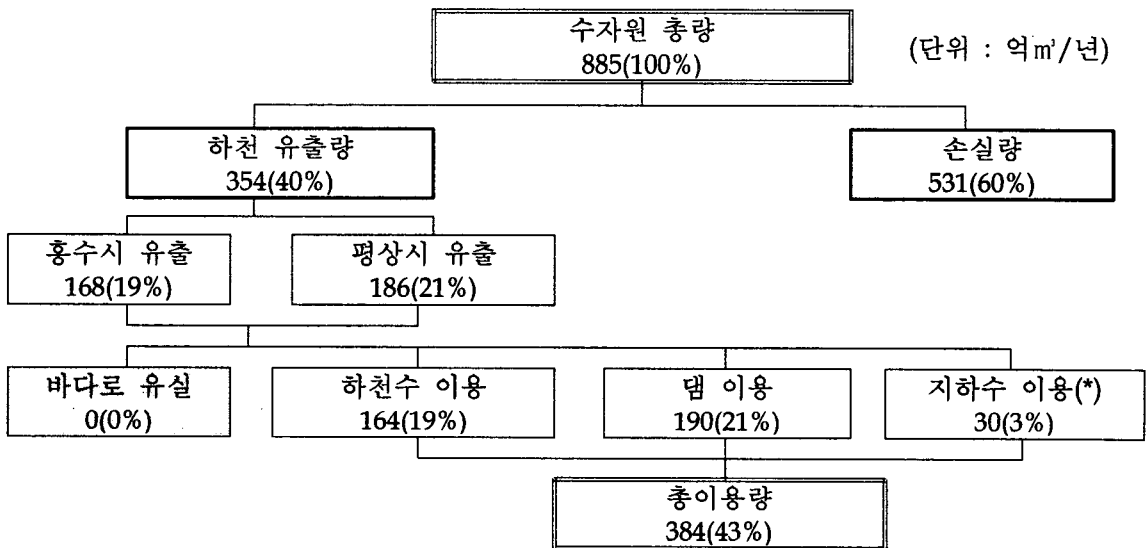 수자원 총량
885(100%)
(단위 : 억㎥/년)
하천 유출량
354(40%)
손실량
531(60%)
홍수시 유출
168(19%)
평상시 유출
186(21%)
바다로 유실
0(0%)
하천수 이용
164(19%)
댐 이용
190(21%)
지하수 이용(*)
30(3%)
총이용량
384(43%)